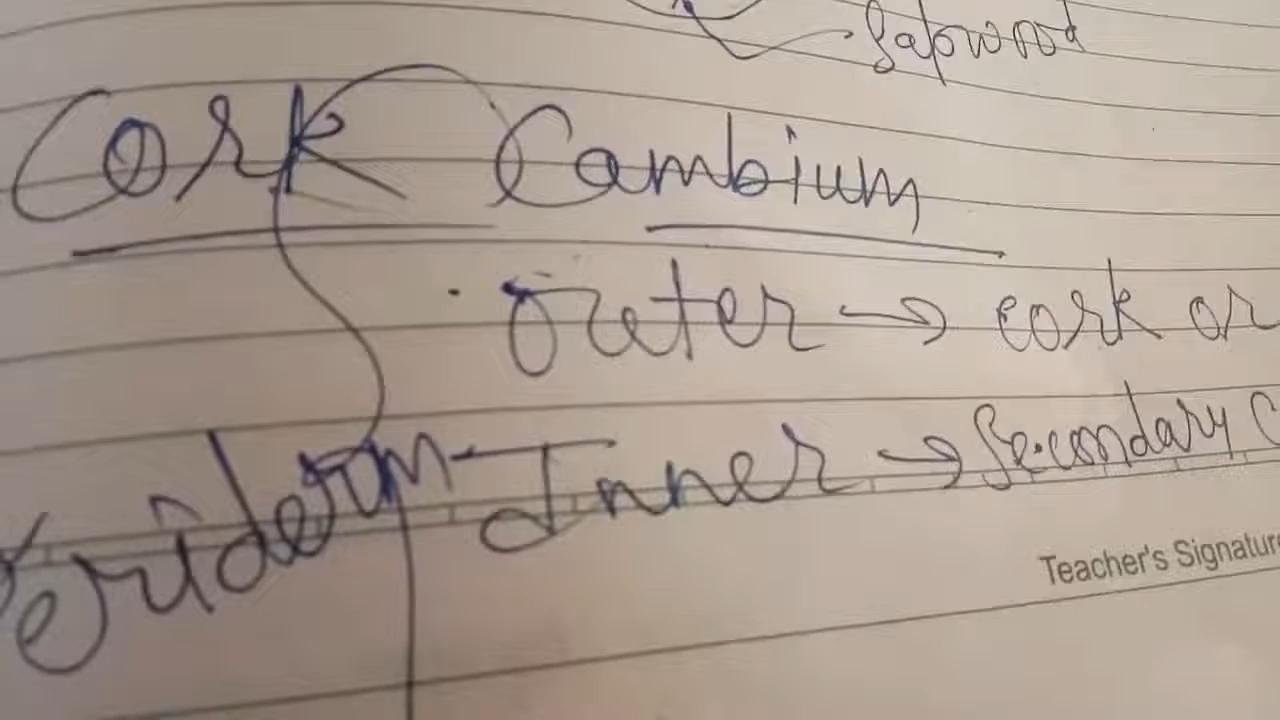 Sapwood
Cork Cambium
Outer → cork or
Periderm - Inner → Secondary C
Teacher's Signature